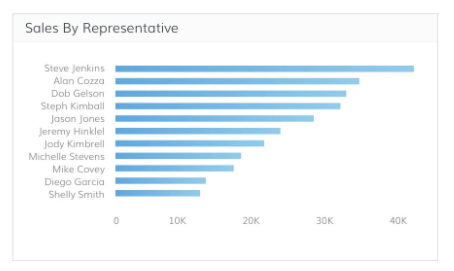 Sales By Representative
Steve Jenkins
Alan Cozza
Dob Gelson
Steph Kimball
Jason Jones
Jeremy Hinklel
Jody Kimbrell
Michelle Stevens
Mike Covey
Diego Garcia
Shelly Smith
0 10K 20K 30K 40K